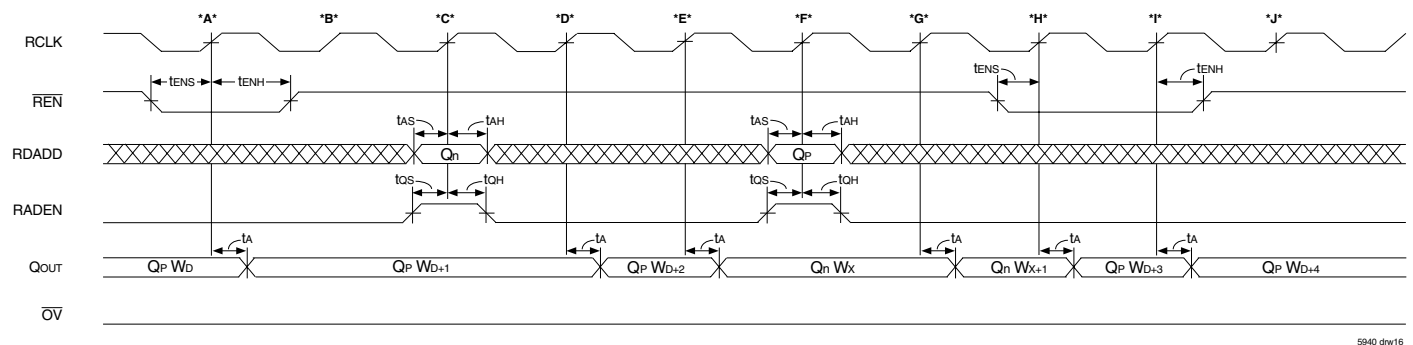 *A* *B* *C* *D* *E* *F* *G* *H* *I* *J*
RCLK
tENS tENH tENS tENH
REN
tAS tAH tAS tAH
RDADD Qn QP
tQS tQH tQS tQH
RADEN
tA tA tA tA tA tA
QOUT QP WD QP WD+1 QP WD+2 Qn WX Qn WX+1 QP WD+3 QP WD+4
OV
5940 drw16